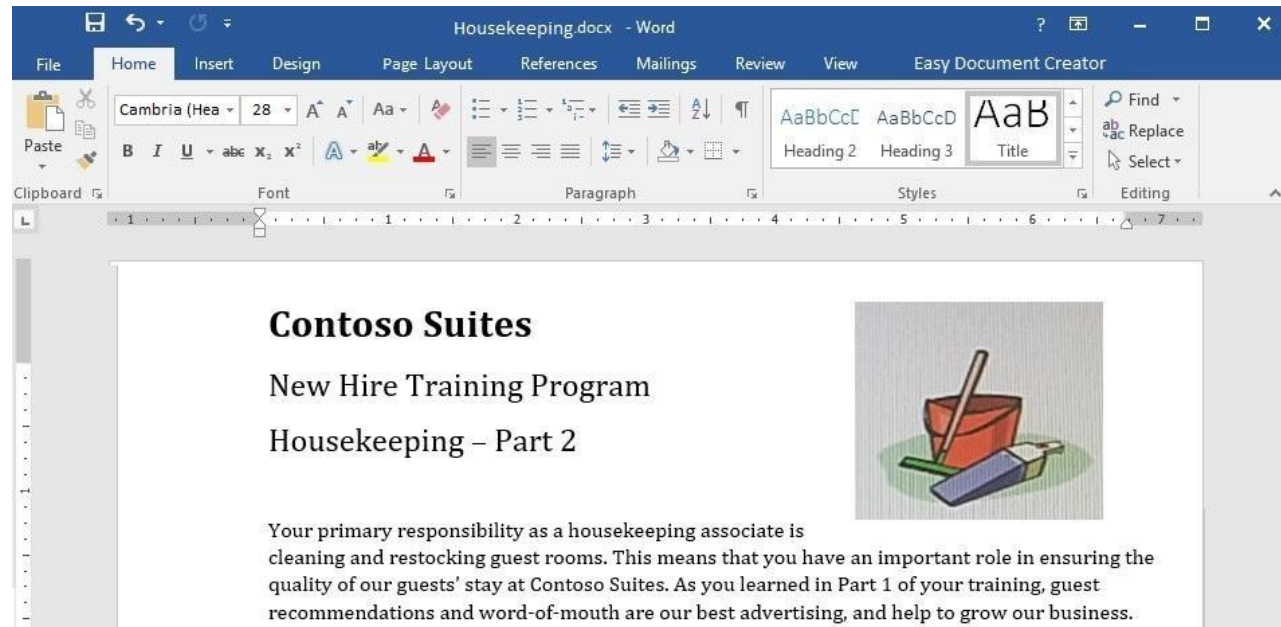 Housekeeping.docx - Word
?
File Home Insert Design Page Layout References Mailings Review View Easy Document Creator
Paste
Cambria (Hea 28 A A Aa
B I U abc X₂ X² A aby A
A Z ¶
AaBbCcE AaBbCcD AaB
Heading 2 Heading 3 Title
Find
abc Replace
Select
Clipboard Font Paragraph Styles Editing
L 1 1 2 3 4 5 6 7
1
Contoso Suites
New Hire Training Program
Housekeeping – Part 2
Your primary responsibility as a housekeeping associate is
cleaning and restocking guest rooms. This means that you have an important role in ensuring the
quality of our guests' stay at Contoso Suites. As you learned in Part 1 of your training, guest
recommendations and word-of-mouth are our best advertising, and help to grow our business.